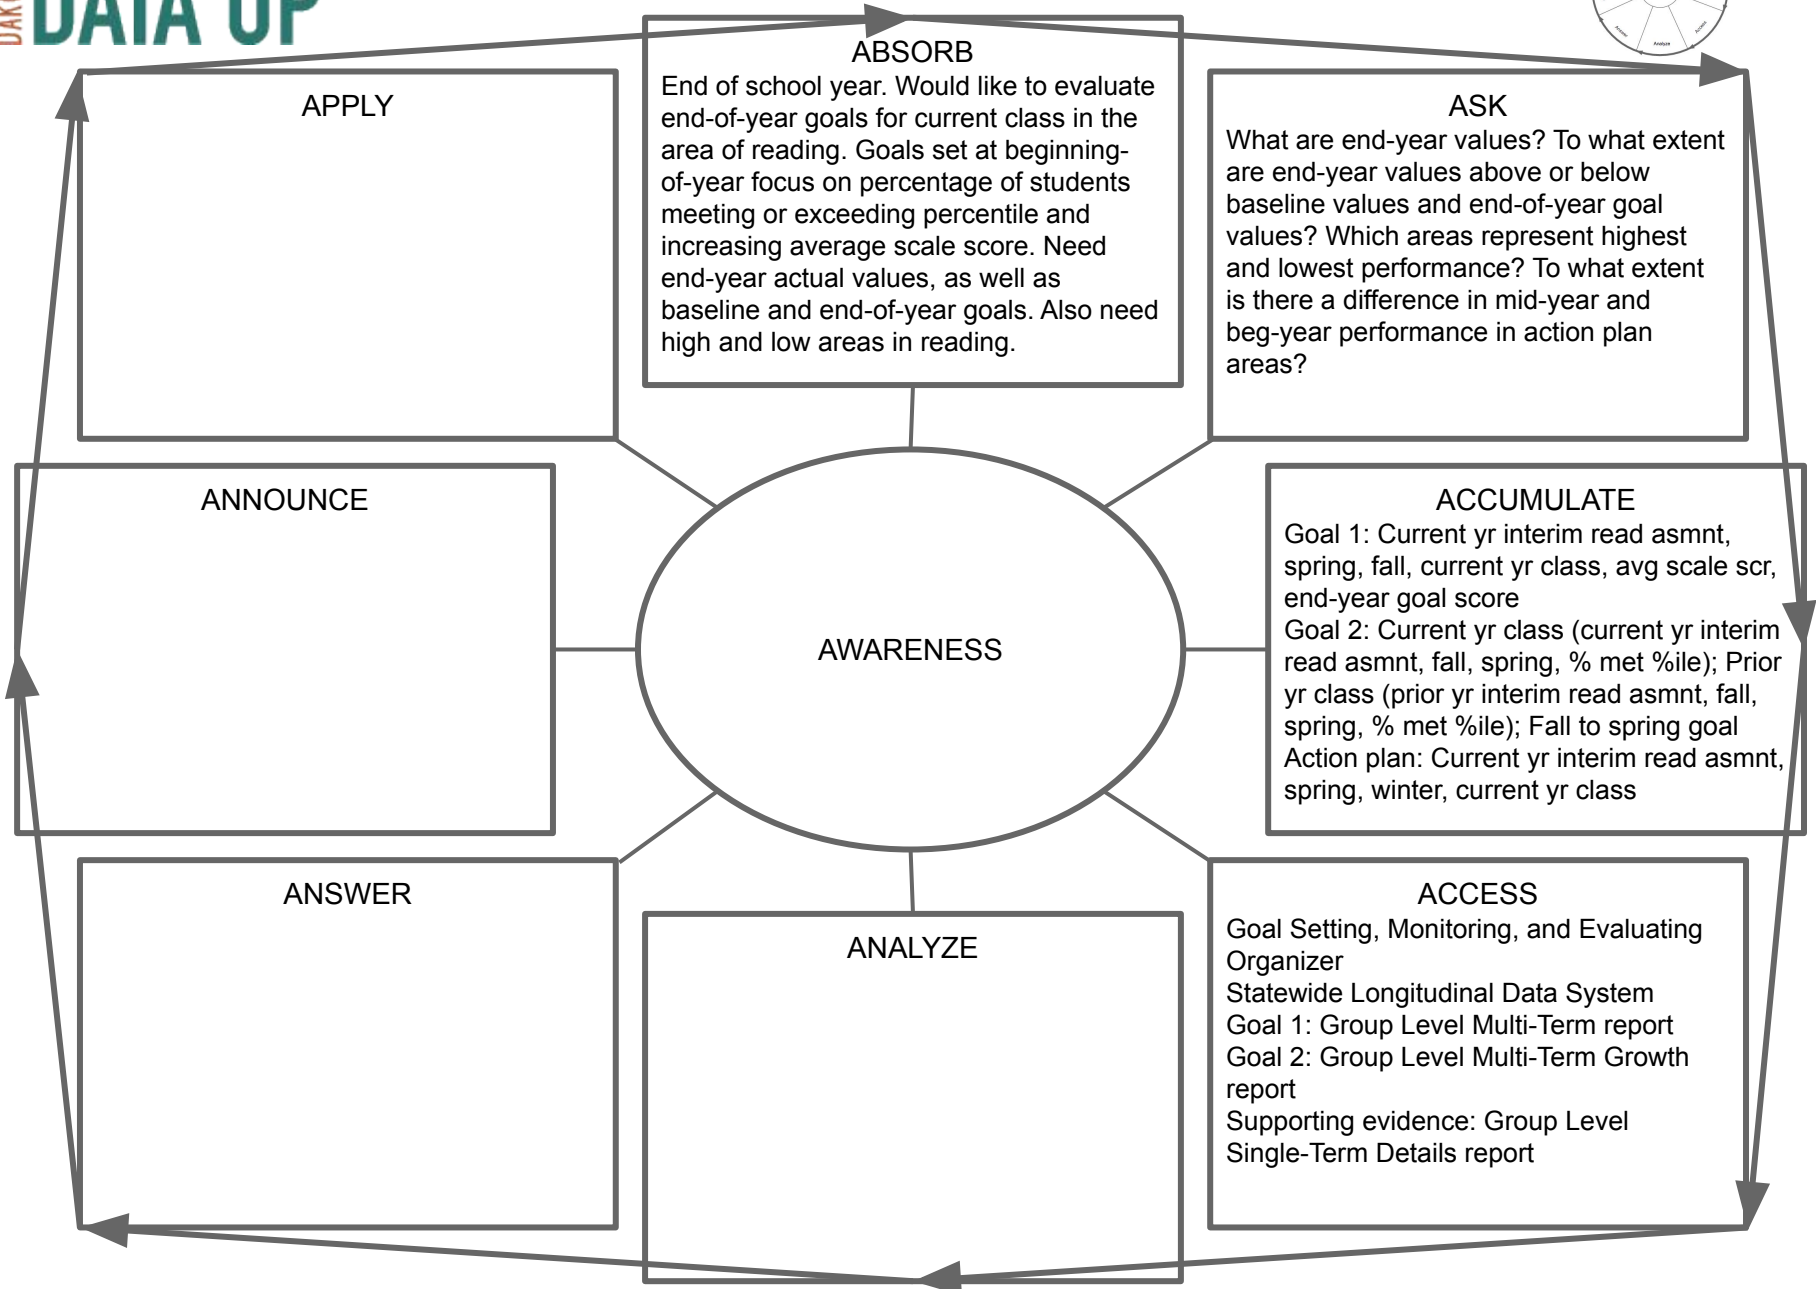 DATA UP
Analyze
Access
ABSORB
End of school year. Would like to evaluate
end-of-year goals for current class in the
area of reading. Goals set at beginning-
of-year focus on percentage of students
meeting or exceeding percentile and
increasing average scale score. Need
end-year actual values, as well as
baseline and end-of-year goals. Also need
high and low areas in reading.
ASK
What are end-year values? To what extent
are end-year values above or below
baseline values and end-of-year goal
values? Which areas represent highest
and lowest performance? To what extent
is there a difference in mid-year and
beg-year performance in action plan
areas?
ACCUMULATE
Goal 1: Current yr interim read asmnt,
spring, fall, current yr class, avg scale scr,
end-year goal score
Goal 2: Current yr class (current yr interim
read asmnt, fall, spring, % met %ile); Prior
yr class (prior yr interim read asmnt, fall,
spring, % met %ile); Fall to spring goal
Action plan: Current yr interim read asmnt,
spring, winter, current yr class
ACCESS
Goal Setting, Monitoring, and Evaluating
Organizer
Statewide Longitudinal Data System
Goal 1: Group Level Multi-Term report
Goal 2: Group Level Multi-Term Growth
report
Supporting evidence: Group Level
Single-Term Details report
ANALYZE
ANSWER
ANNOUNCE
APPLY
AWARENESS